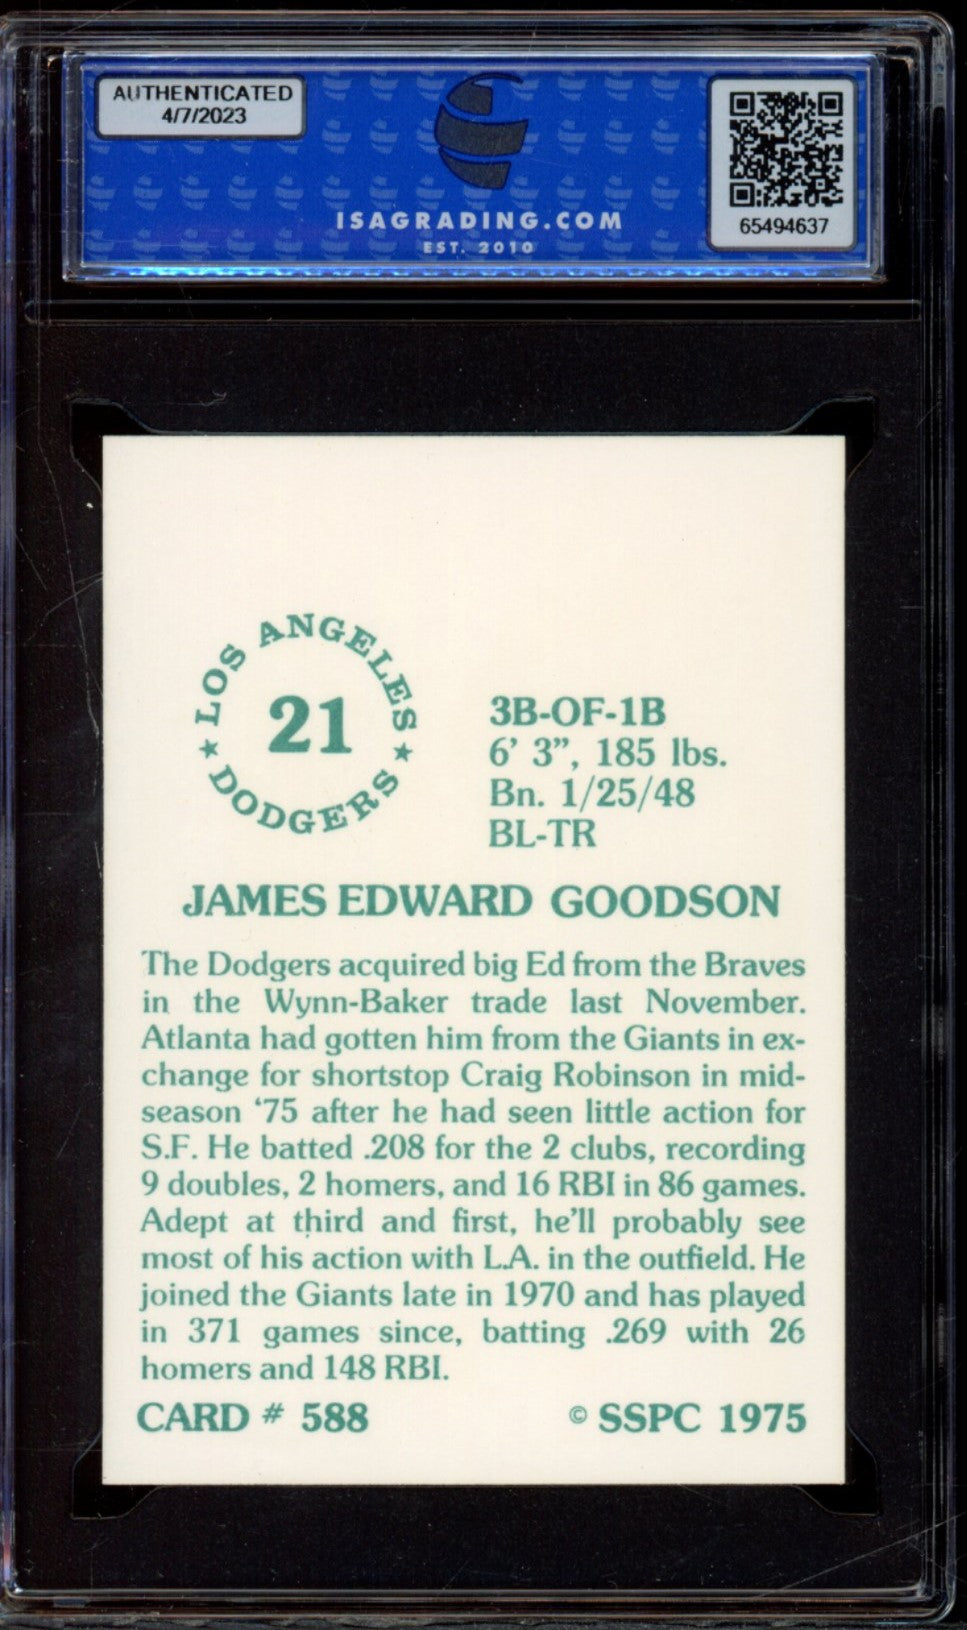 AUTHENTICATED
4/7/2023
ISAGRADING.COM
EST. 2010
65494637
LOS ANGELES
21
★ DODGERS ★
3B-OF-1B
6’ 3”, 185 lbs.
Bn. 1/25/48
BL-TR
JAMES EDWARD GOODSON
The Dodgers acquired big Ed from the Braves
in the Wynn-Baker trade last November.
Atlanta had gotten him from the Giants in ex-
change for shortstop Craig Robinson in mid-
season ‘75 after he had seen little action for
S.F. He batted .208 for the 2 clubs, recording
9 doubles, 2 homers, and 16 RBI in 86 games.
Adept at third and first, he’ll probably see
most of his action with L.A. in the outfield. He
joined the Giants late in 1970 and has played
in 371 games since, batting .269 with 26
homers and 148 RBI.
CARD # 588
© SSPC 1975